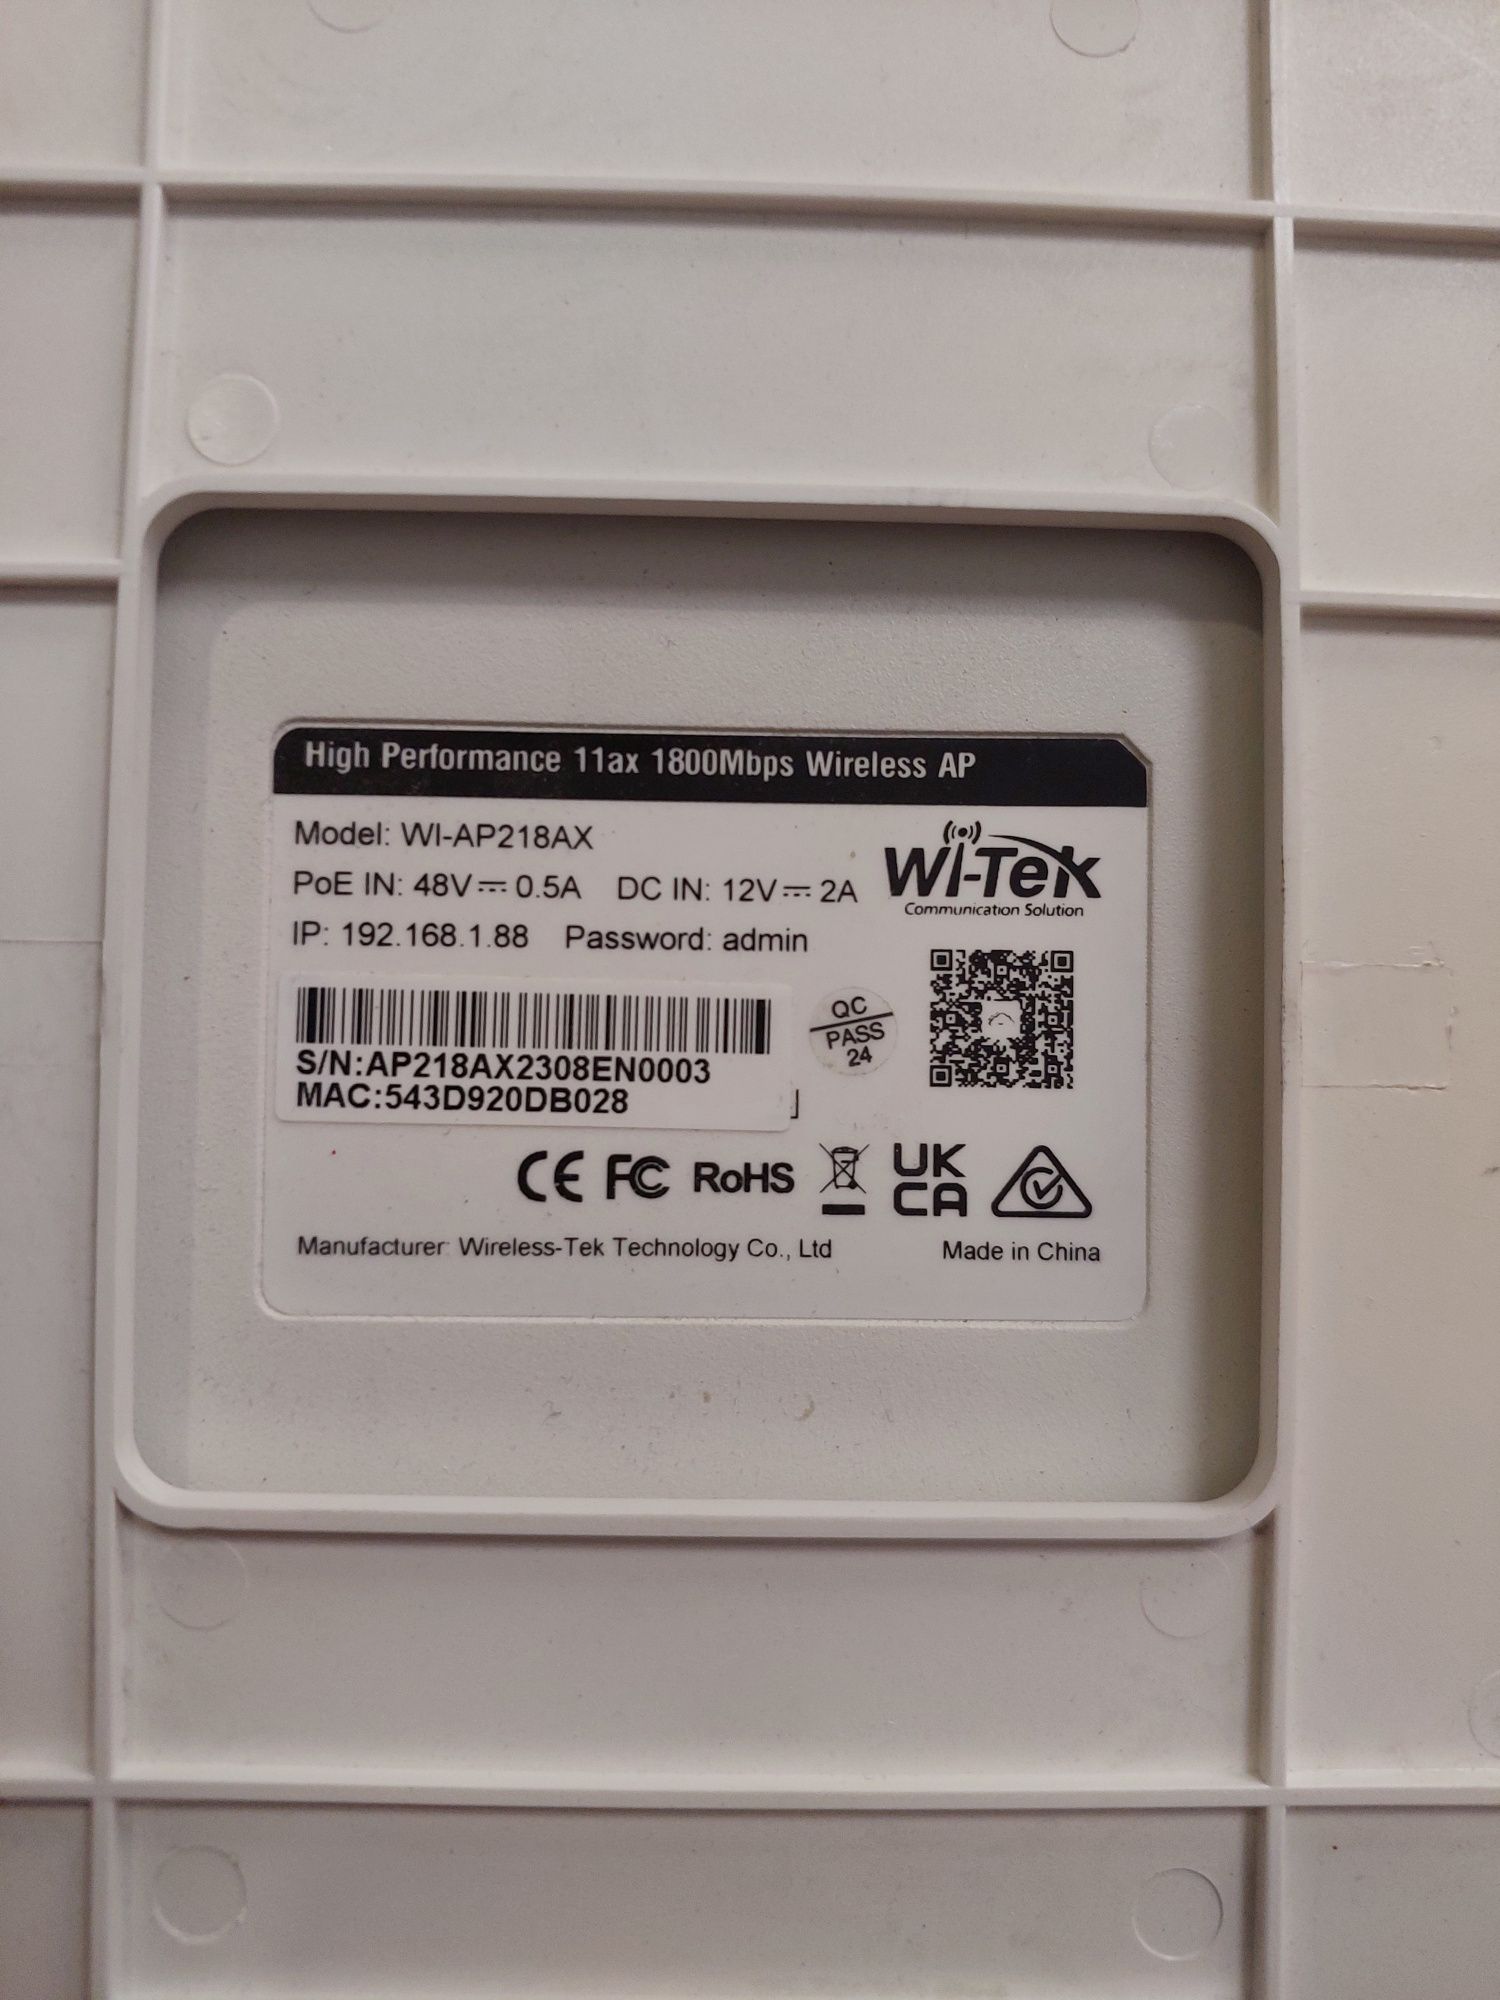 High Performance 11ax 1800Mbps Wireless AP
Model: WI-AP218AX
PoE IN: 48V⎓0.5A DC IN: 12V⎓2A
WI-Tek
Communication Solution
IP: 192.168.1.88 Password: admin
S/N:AP218AX2308EN0003
MAC:543D920DB028
QC
PASS
24
CE FC RoHS UK
CA
Manufacturer: Wireless-Tek Technology Co., Ltd Made in China